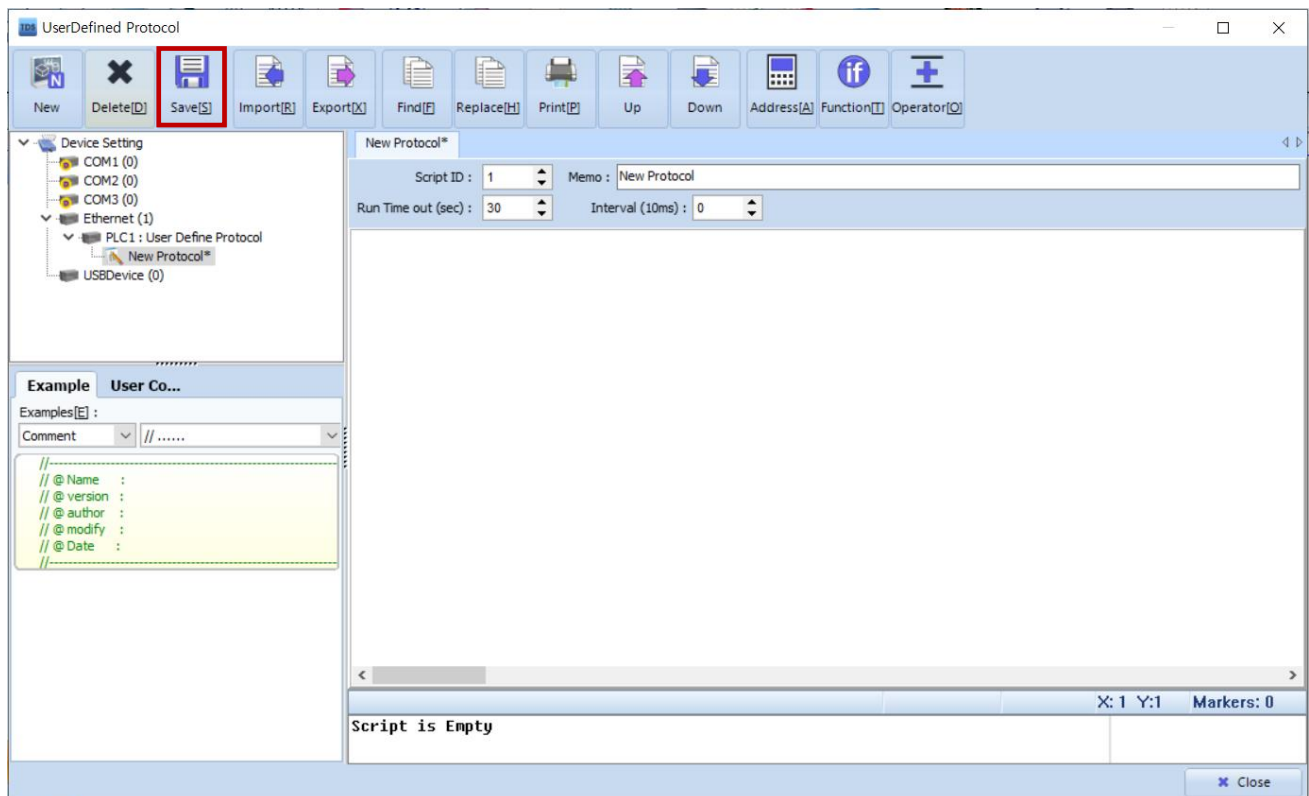 TDS UserDefined Protocol
New Delete[D] Save[S] Import[R] Export[X] Find[F] Replace[H] Print[P] Up Down Address[A] Function[T] Operator[O]
Device Setting
COM1 (0)
COM2 (0)
COM3 (0)
Ethernet (1)
PLC1 : User Define Protocol
New Protocol*
USBDevice (0)
Example User Co...
Examples[E] :
Comment // ......
//------------------------------------------------------------
// @ Name :
// @ version :
// @ author :
// @ modify :
// @ Date :
//------------------------------------------------------------
New Protocol*
Script ID : 1 Memo : New Protocol
Run Time out (sec) : 30 Interval (10ms) : 0
X: 1 Y:1 Markers: 0
Script is Empty
Close